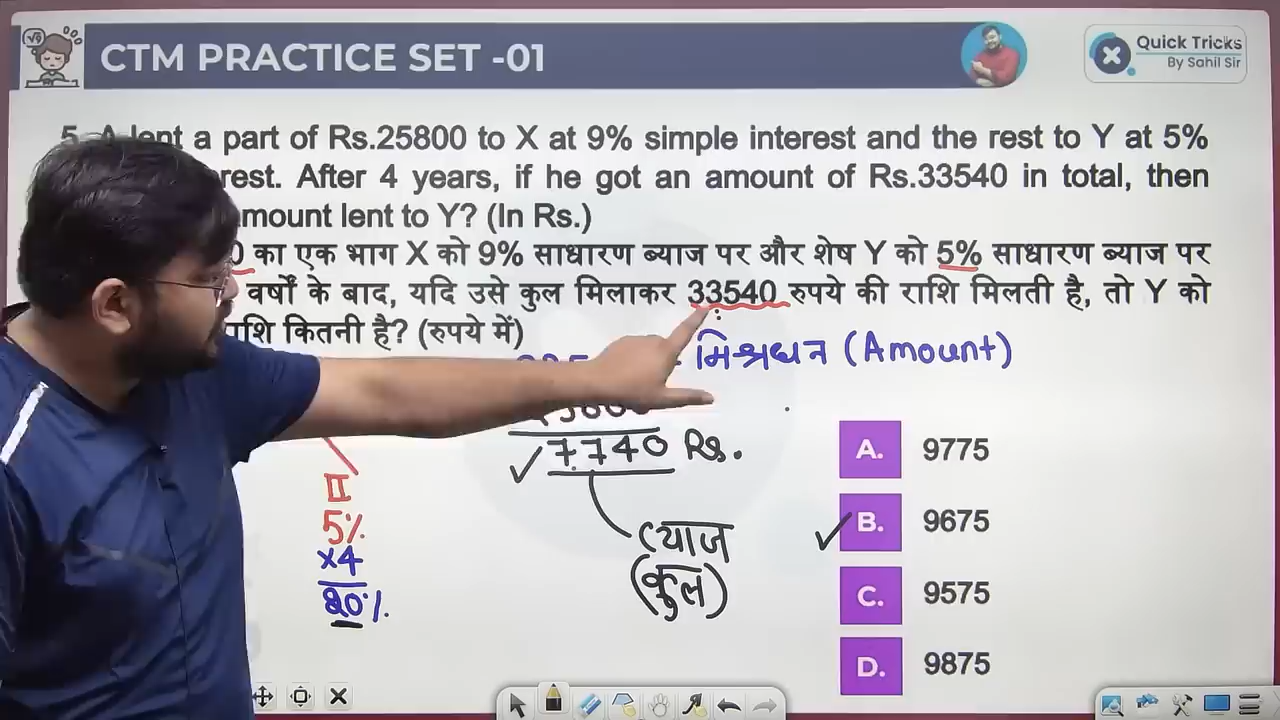 CTM PRACTICE SET -01
Quick Tricks
By Sahil Sir
5. A lent a part of Rs.25800 to X at 9% simple interest and the rest to Y at 5%
rest. After 4 years, if he got an amount of Rs.33540 in total, then
mount lent to Y? (In Rs.)
0 का एक भाग X को 9% साधारण ब्याज पर और शेष Y को 5% साधारण ब्याज पर
वर्षों के बाद, यदि उसे कुल मिलाकर 33540 रुपये की राशि मिलती है, तो Y को
शि कितनी है? (रुपये में)
मिश्रधन (Amount)
7740 Rs.
ब्याज
(कुल)
II
5%
×4
20%
A. 9775
B. 9675
C. 9575
D. 9875